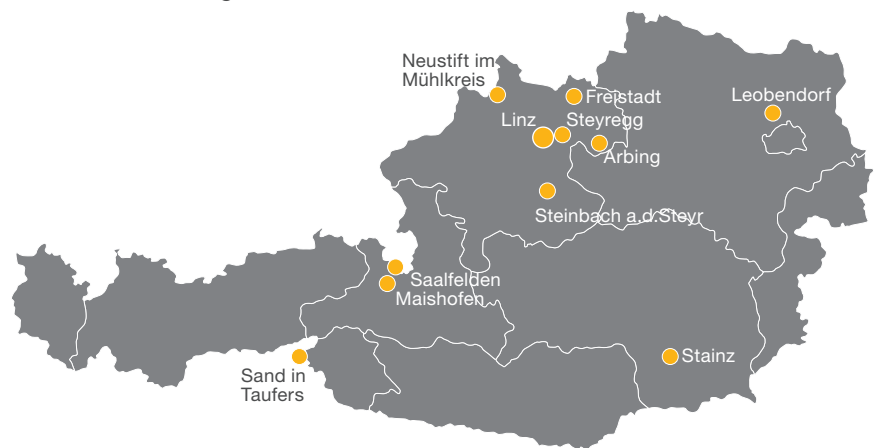 Neustift im
Mühlkreis
Freistadt
Leobendorf
Linz
Steyregg
Arbing
Steinbach a.d.Steyr
Saalfelden
Maishofen
Stainz
Sand in
Taufers